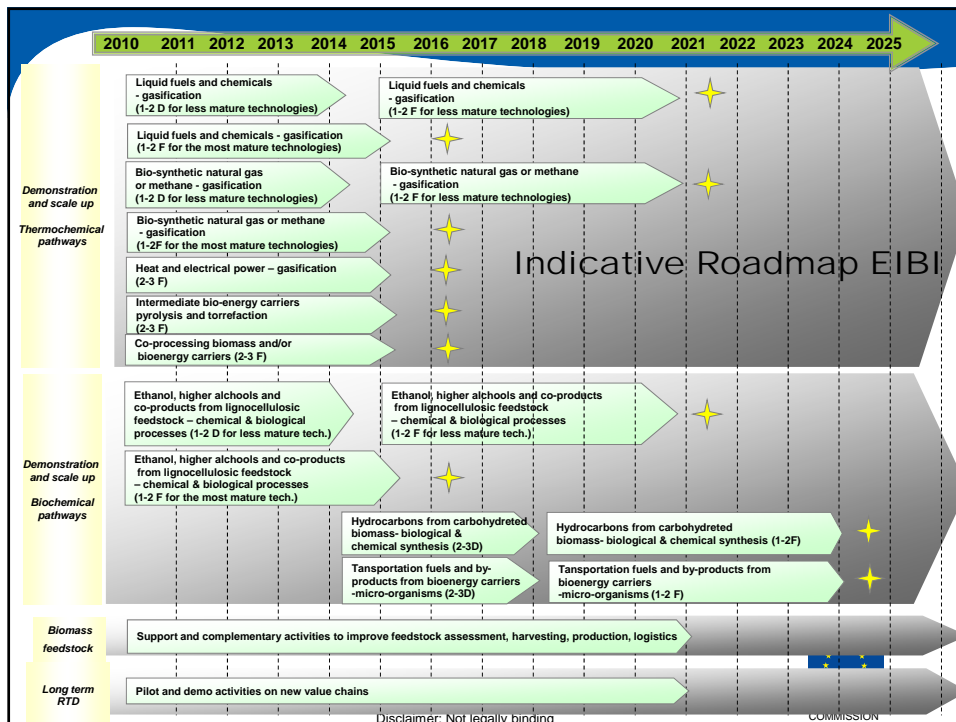 2010 2011 2012 2013 2014 2015 2016 2017 2018 2019 2020 2021 2022 2023 2024 2025
Demonstration
and scale up
Thermochemical
pathways
Liquid fuels and chemicals
- gasification
(1-2 D for less mature technologies)
Liquid fuels and chemicals
- gasification
(1-2 F for less mature technologies)
Liquid fuels and chemicals - gasification
(1-2 F for the most mature technologies)
Bio-synthetic natural gas
or methane - gasification
(1-2 D for less mature technologies)
Bio-synthetic natural gas or methane
- gasification
(1-2 F for less mature technologies)
Bio-synthetic natural gas or methane
- gasification
(1-2F for the most mature technologies)
Indicative Roadmap EIBI
Heat and electrical power – gasification
(2-3 F)
Intermediate bio-energy carriers
pyrolysis and torrefaction
(2-3 F)
Co-processing biomass and/or
bioenergy carriers (2-3 F)
Demonstration
and scale up
Biochemical
pathways
Ethanol, higher alchools and
co-products from lignocellulosic
feedstock – chemical & biological
processes (1-2 D for less mature tech.)
Ethanol, higher alchools and co-products
from lignocellulosic feedstock
– chemical & biological processes
(1-2 F for less mature tech.)
Ethanol, higher alchools and co-products
from lignocellulosic feedstock
– chemical & biological processes
(1-2 F for the most mature tech.)
Hydrocarbons from carbohydreted
biomass- biological &
chemical synthesis (2-3D)
Hydrocarbons from carbohydreted
biomass- biological & chemical synthesis (1-2F)
Tansportation fuels and by-
products from bioenergy carriers
-micro-organisms (2-3D)
Tansportation fuels and by-products from
bioenergy carriers
-micro-organisms (1-2 F)
Biomass
feedstock
Support and complementary activities to improve feedstock assessment, harvesting, production, logistics
Long term
RTD
Pilot and demo activities on new value chains
Disclaimer: Not legally binding
COMMISSION